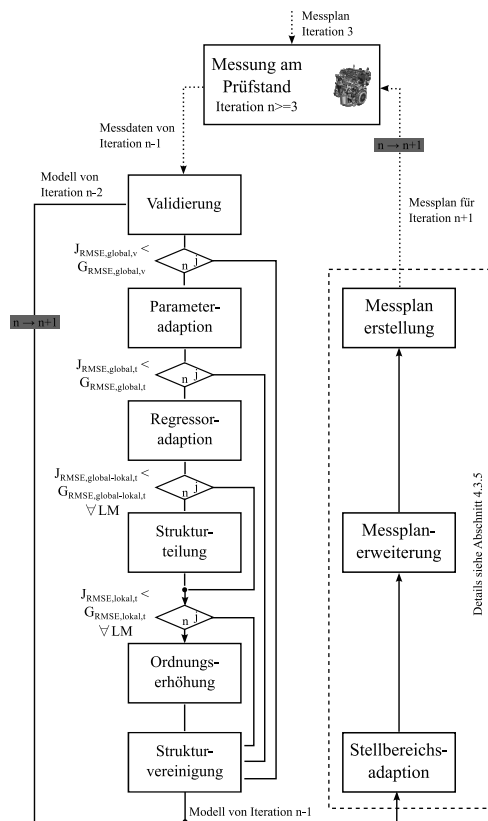 Messplan
Iteration 3
Messung am
Prüfstand
Iteration n>=3
Messdaten von
Iteration n-1
n → n+1
Modell von
Iteration n-2
Validierung
Messplan für
Iteration n+1
J_RMSE,global,v <
G_RMSE,global,v
n j
Parameter-
adaption
Messplan
erstellung
n → n+1
J_RMSE,global,t <
G_RMSE,global,t
n j
Regressor-
adaption
J_RMSE,global-lokal,t <
G_RMSE,global-lokal,t
∀ LM
n j
Struktur-
teilung
Messplan-
erweiterung
Details siehe Abschnitt 4.3.5
J_RMSE,lokal,t <
G_RMSE,lokal,t
∀ LM
n j
Ordnungs-
erhöhung
Struktur-
vereinigung
Stellbereichs-
adaption
Modell von Iteration n-1